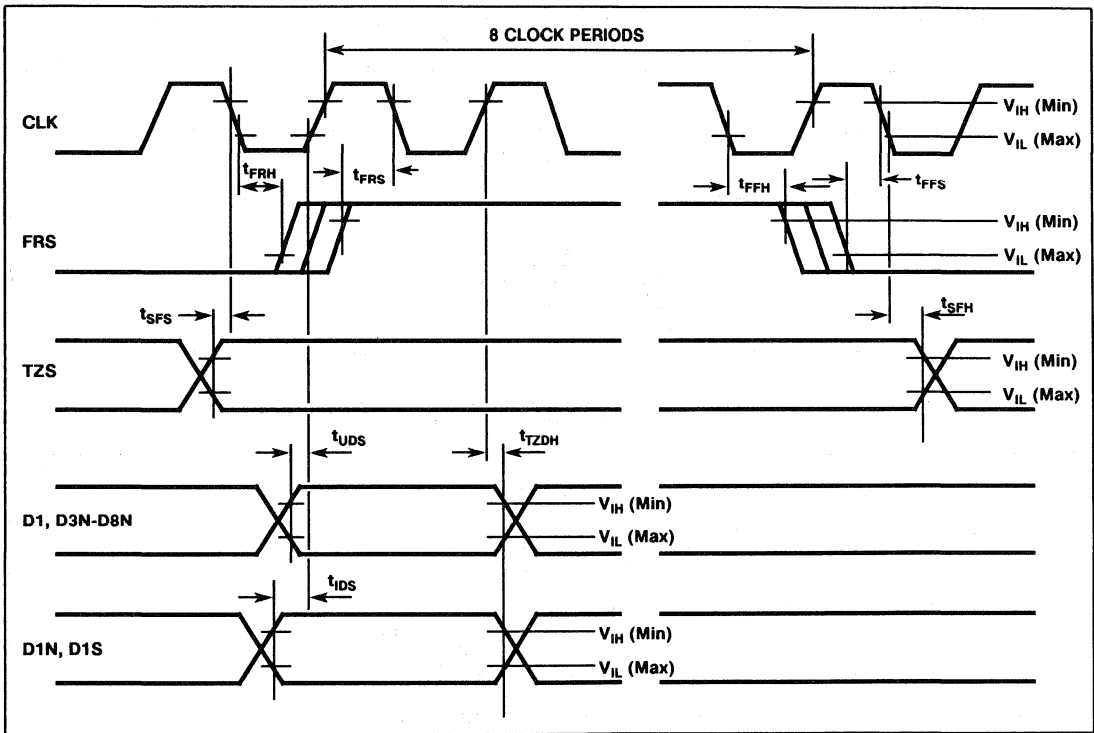 8 CLOCK PERIODS
CLK
V_IH (Min)
V_IL (Max)
t_FRH
t_FRS
t_FFH
t_FFS
FRS
V_IH (Min)
V_IL (Max)
t_SFS
t_SFH
TZS
V_IH (Min)
V_IL (Max)
t_UDS
t_TZDH
D1, D3N-D8N
V_IH (Min)
V_IL (Max)
t_IDS
D1N, D1S
V_IH (Min)
V_IL (Max)